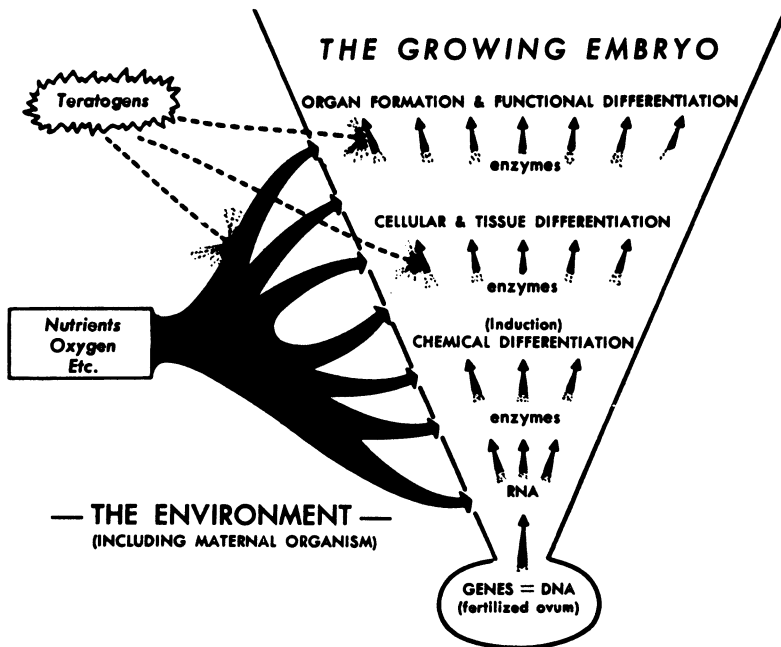 THE GROWING EMBRYO
Teratogens
ORGAN FORMATION & FUNCTIONAL DIFFERENTIATION
enzymes
CELLULAR & TISSUE DIFFERENTIATION
enzymes
Nutrients
Oxygen
Etc.
(Induction)
CHEMICAL DIFFERENTIATION
enzymes
RNA
— THE ENVIRONMENT —
(INCLUDING MATERNAL ORGANISM)
GENES = DNA
(fertilized ovum)